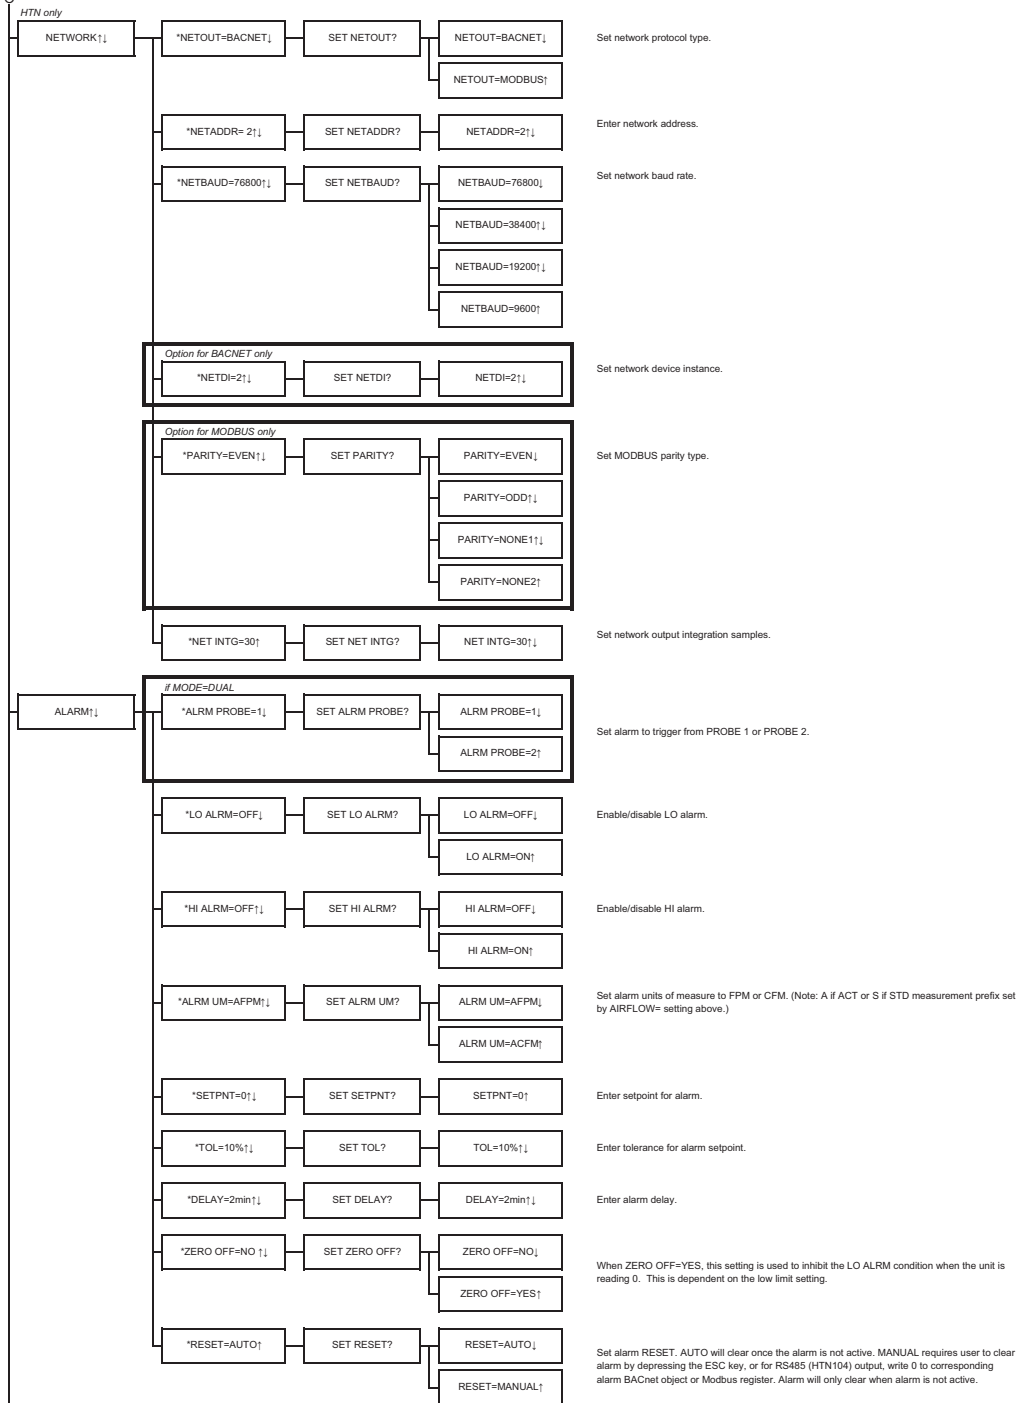 HTN only
NETWORK↑↓
*NETOUT=BACNET↓
SET NETOUT?
NETOUT=BACNET↓
Set network protocol type.
NETOUT=MODBUS↑
*NETADDR= 2↑↓
SET NETADDR?
NETADDR=2↑↓
Enter network address.
*NETBAUD=76800↑↓
SET NETBAUD?
NETBAUD=76800↓
Set network baud rate.
NETBAUD=38400↑↓
NETBAUD=19200↑↓
NETBAUD=9600↑
Option for BACNET only
*NETDI=2↑↓
SET NETDI?
NETDI=2↑↓
Set network device instance.
Option for MODBUS only
*PARITY=EVEN↑↓
SET PARITY?
PARITY=EVEN↓
Set MODBUS parity type.
PARITY=ODD↑↓
PARITY=NONE1↑↓
PARITY=NONE2↑
*NET INTG=30↑
SET NET INTG?
NET INTG=30↑↓
Set network output integration samples.
if MODE=DUAL
ALARM↑↓
*ALRM PROBE=1↓
SET ALRM PROBE?
ALRM PROBE=1↓
Set alarm to trigger from PROBE 1 or PROBE 2.
ALRM PROBE=2↑
*LO ALRM=OFF↓
SET LO ALRM?
LO ALRM=OFF↓
Enable/disable LO alarm.
LO ALRM=ON↑
*HI ALRM=OFF↑↓
SET HI ALRM?
HI ALRM=OFF↓
Enable/disable HI alarm.
HI ALRM=ON↑
*ALRM UM=AFPM↑↓
SET ALRM UM?
ALRM UM=AFPM↓
Set alarm units of measure to FPM or CFM. (Note: A if ACT or S if STD measurement prefix set
by AIRFLOW= setting above.)
ALRM UM=ACFM↑
*SETPNT=0↑↓
SET SETPNT?
SETPNT=0↑
Enter setpoint for alarm.
*TOL=10%↑↓
SET TOL?
TOL=10%↑↓
Enter tolerance for alarm setpoint.
*DELAY=2min↑↓
SET DELAY?
DELAY=2min↑↓
Enter alarm delay.
*ZERO OFF=NO ↑↓
SET ZERO OFF?
ZERO OFF=NO↓
When ZERO OFF=YES, this setting is used to inhibit the LO ALRM condition when the unit is
reading 0. This is dependent on the low limit setting.
ZERO OFF=YES↑
*RESET=AUTO↑
SET RESET?
RESET=AUTO↓
Set alarm RESET. AUTO will clear once the alarm is not active. MANUAL requires user to clear
alarm by depressing the ESC key, or for RS485 (HTN104) output, write 0 to corresponding
alarm BACnet object or Modbus register. Alarm will only clear when alarm is not active.
RESET=MANUAL↑